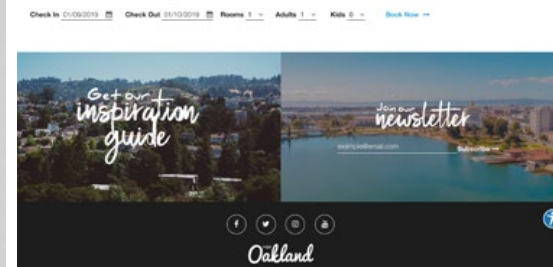 Check In 01/09/2019 Check Out 01/10/2019 Rooms 1 Adults 1 Kids 0 Book Now →
Get our
inspiration
guide
Join our
newsletter
example@email.com Subscribe →
Oakland